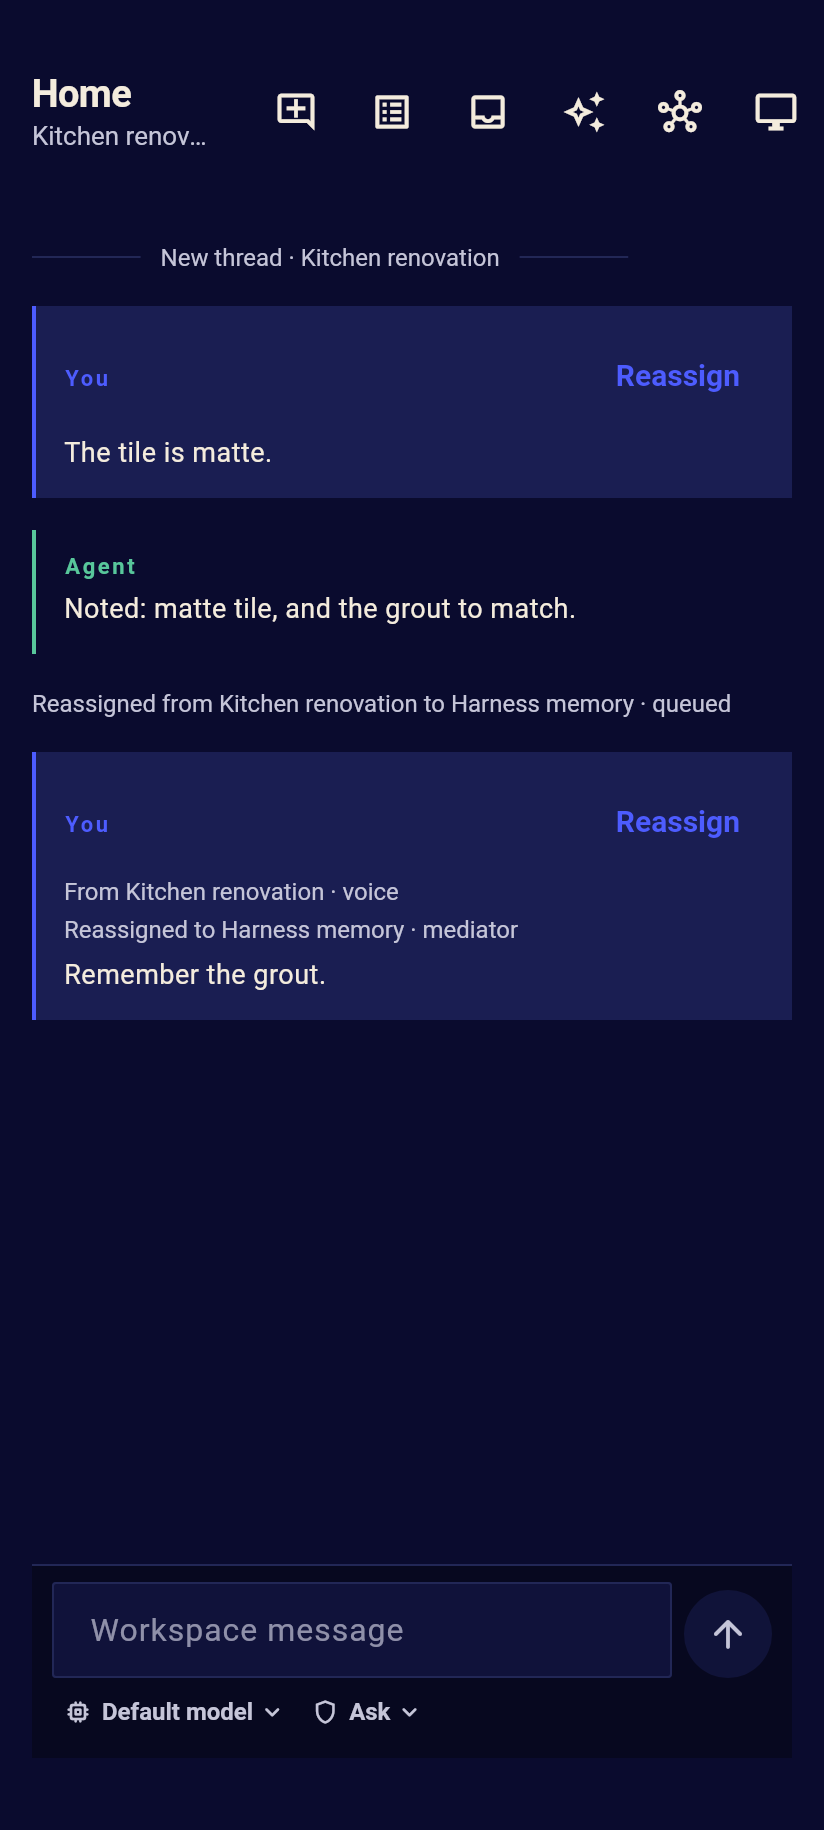 Home
Kitchen renov...
New thread · Kitchen renovation
You
Reassign
The tile is matte.
Agent
Noted: matte tile, and the grout to match.
Reassigned from Kitchen renovation to Harness memory · queued
You
Reassign
From Kitchen renovation · voice
Reassigned to Harness memory · mediator
Remember the grout.
Workspace message
Default model
Ask